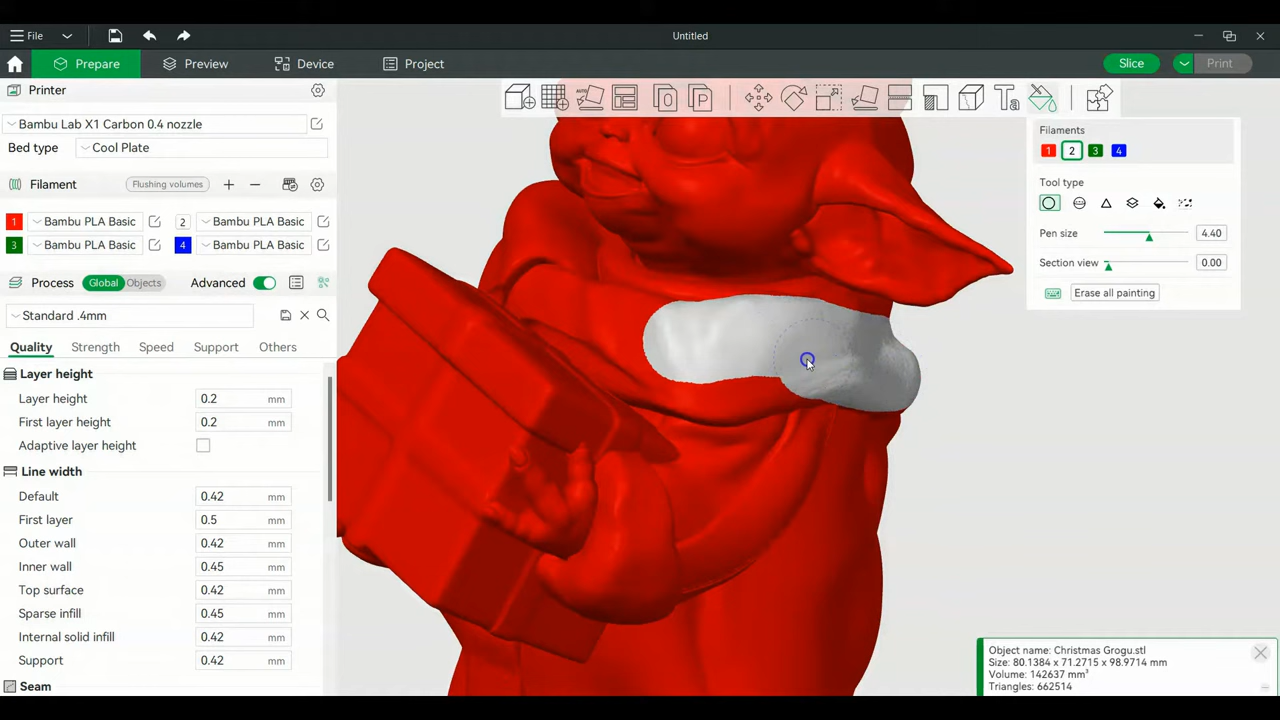 File
Untitled
Prepare
Preview
Device
Project
Slice
Print
Printer
Bambu Lab X1 Carbon 0.4 nozzle
Bed type
Cool Plate
Filament
Flushing volumes
1 Bambu PLA Basic
2 Bambu PLA Basic
3 Bambu PLA Basic
4 Bambu PLA Basic
Process
Global
Objects
Advanced
Standard .4mm
Quality
Strength
Speed
Support
Others
Layer height
Layer height 0.2 mm
First layer height 0.2 mm
Adaptive layer height
Line width
Default 0.42 mm
First layer 0.5 mm
Outer wall 0.42 mm
Inner wall 0.45 mm
Top surface 0.42 mm
Sparse infill 0.45 mm
Internal solid infill 0.42 mm
Support 0.42 mm
Seam
AUTO
O
P
Ta
Filaments
1 2 3 4
Tool type
Pen size 4.40
Section view 0.00
Erase all painting
Object name: Christmas Grogu.stl
Size: 80.1384 x 71.2715 x 98.9714 mm
Volume: 142637 mm³
Triangles: 662514